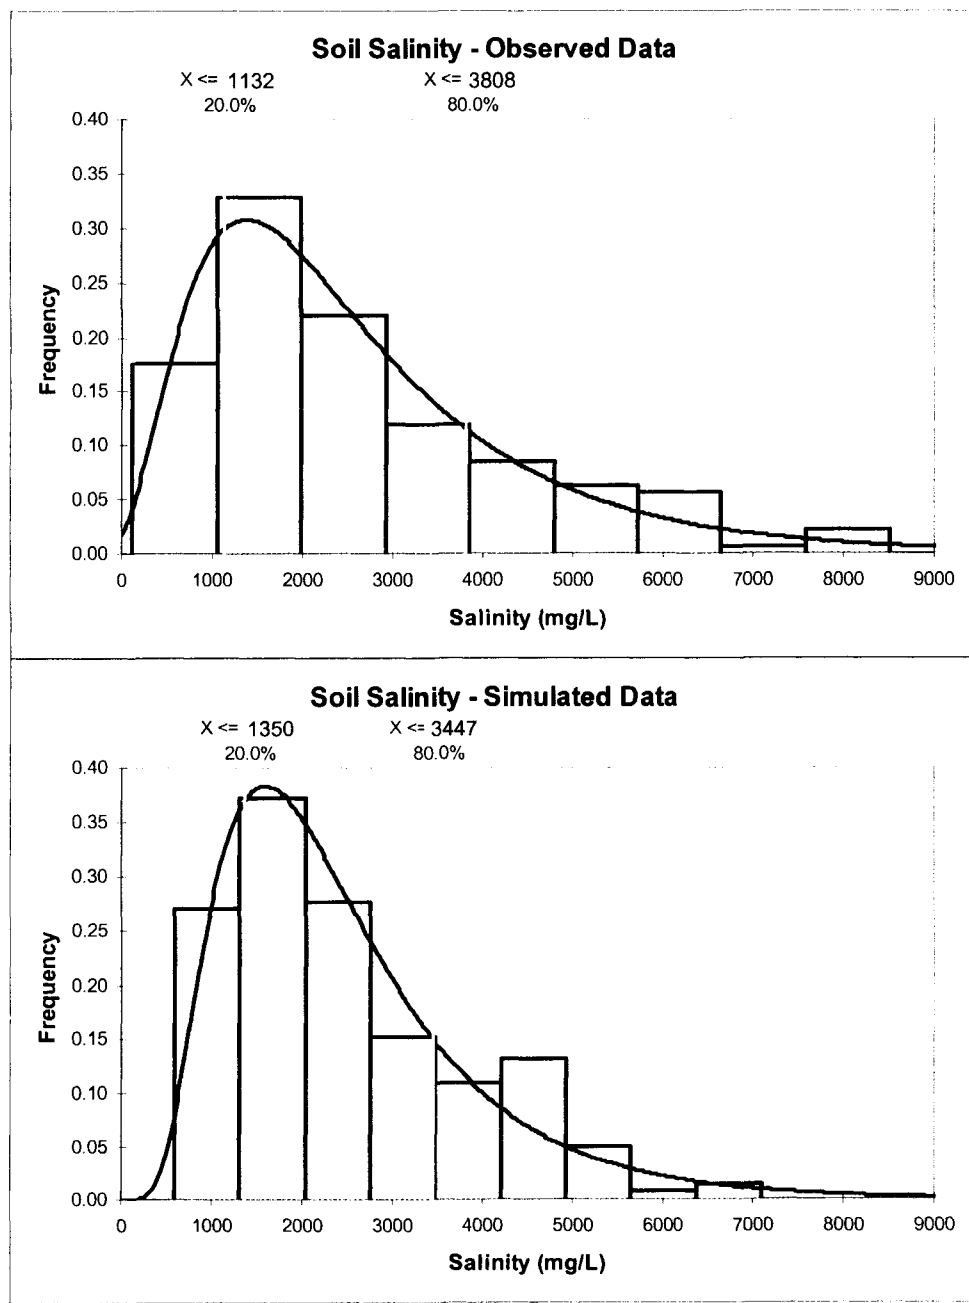 Soil Salinity - Observed Data
X <= 1132 X <= 3808
20.0% 80.0%
0.40
0.35
0.30
0.25
0.20
0.15
0.10
0.05
0.00
Frequency
0 1000 2000 3000 4000 5000 6000 7000 8000 9000
Salinity (mg/L)
Soil Salinity - Simulated Data
X <= 1350 X <= 3447
20.0% 80.0%
0.40
0.35
0.30
0.25
0.20
0.15
0.10
0.05
0.00
Frequency
0 1000 2000 3000 4000 5000 6000 7000 8000 9000
Salinity (mg/L)